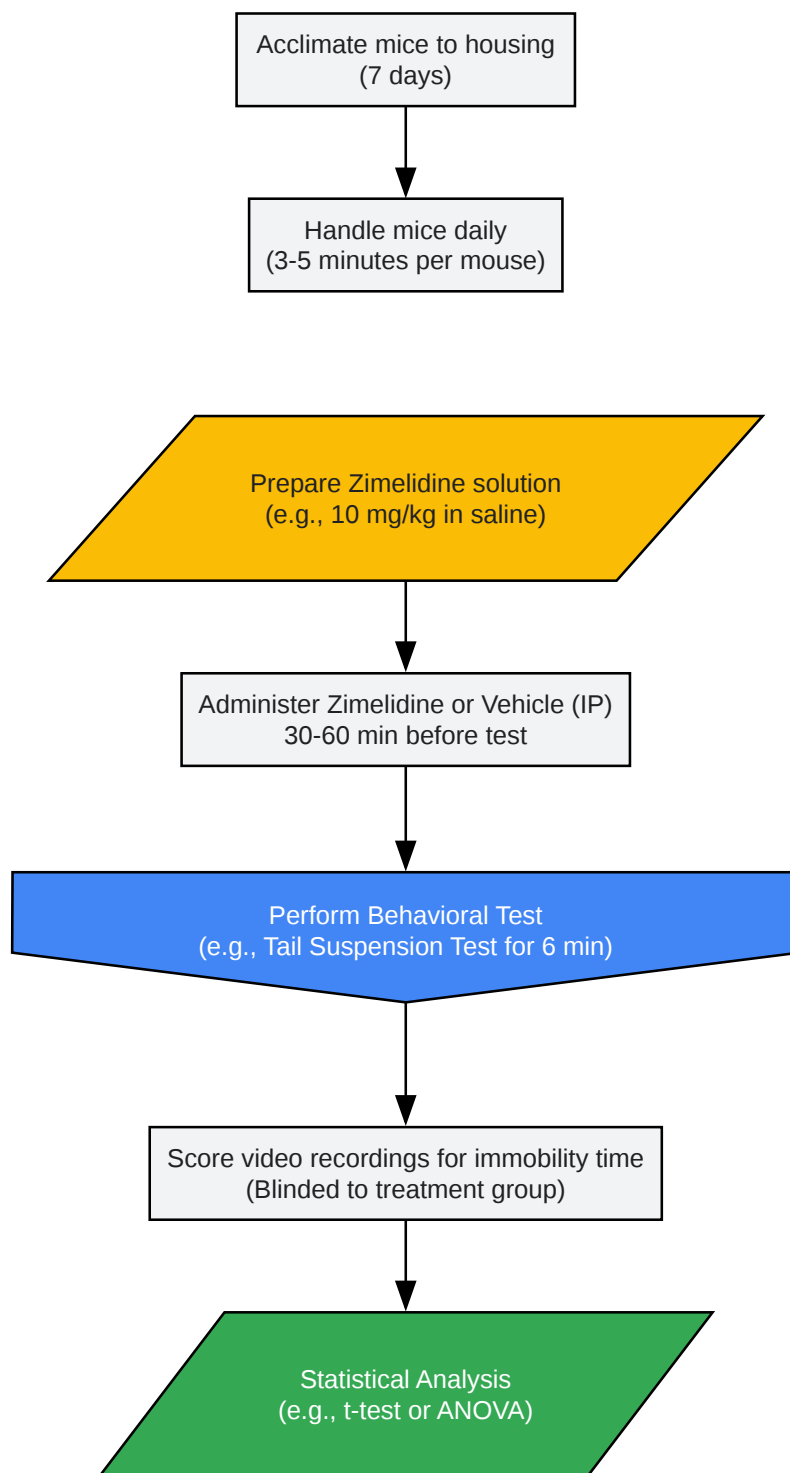 Acclimate mice to housing
(7 days)
Handle mice daily
(3-5 minutes per mouse)
Prepare Zimelidine solution
(e.g., 10 mg/kg in saline)
Administer Zimelidine or Vehicle (IP)
30-60 min before test
Perform Behavioral Test
(e.g., Tail Suspension Test for 6 min)
Score video recordings for immobility time
(Blinded to treatment group)
Statistical Analysis
(e.g., t-test or ANOVA)